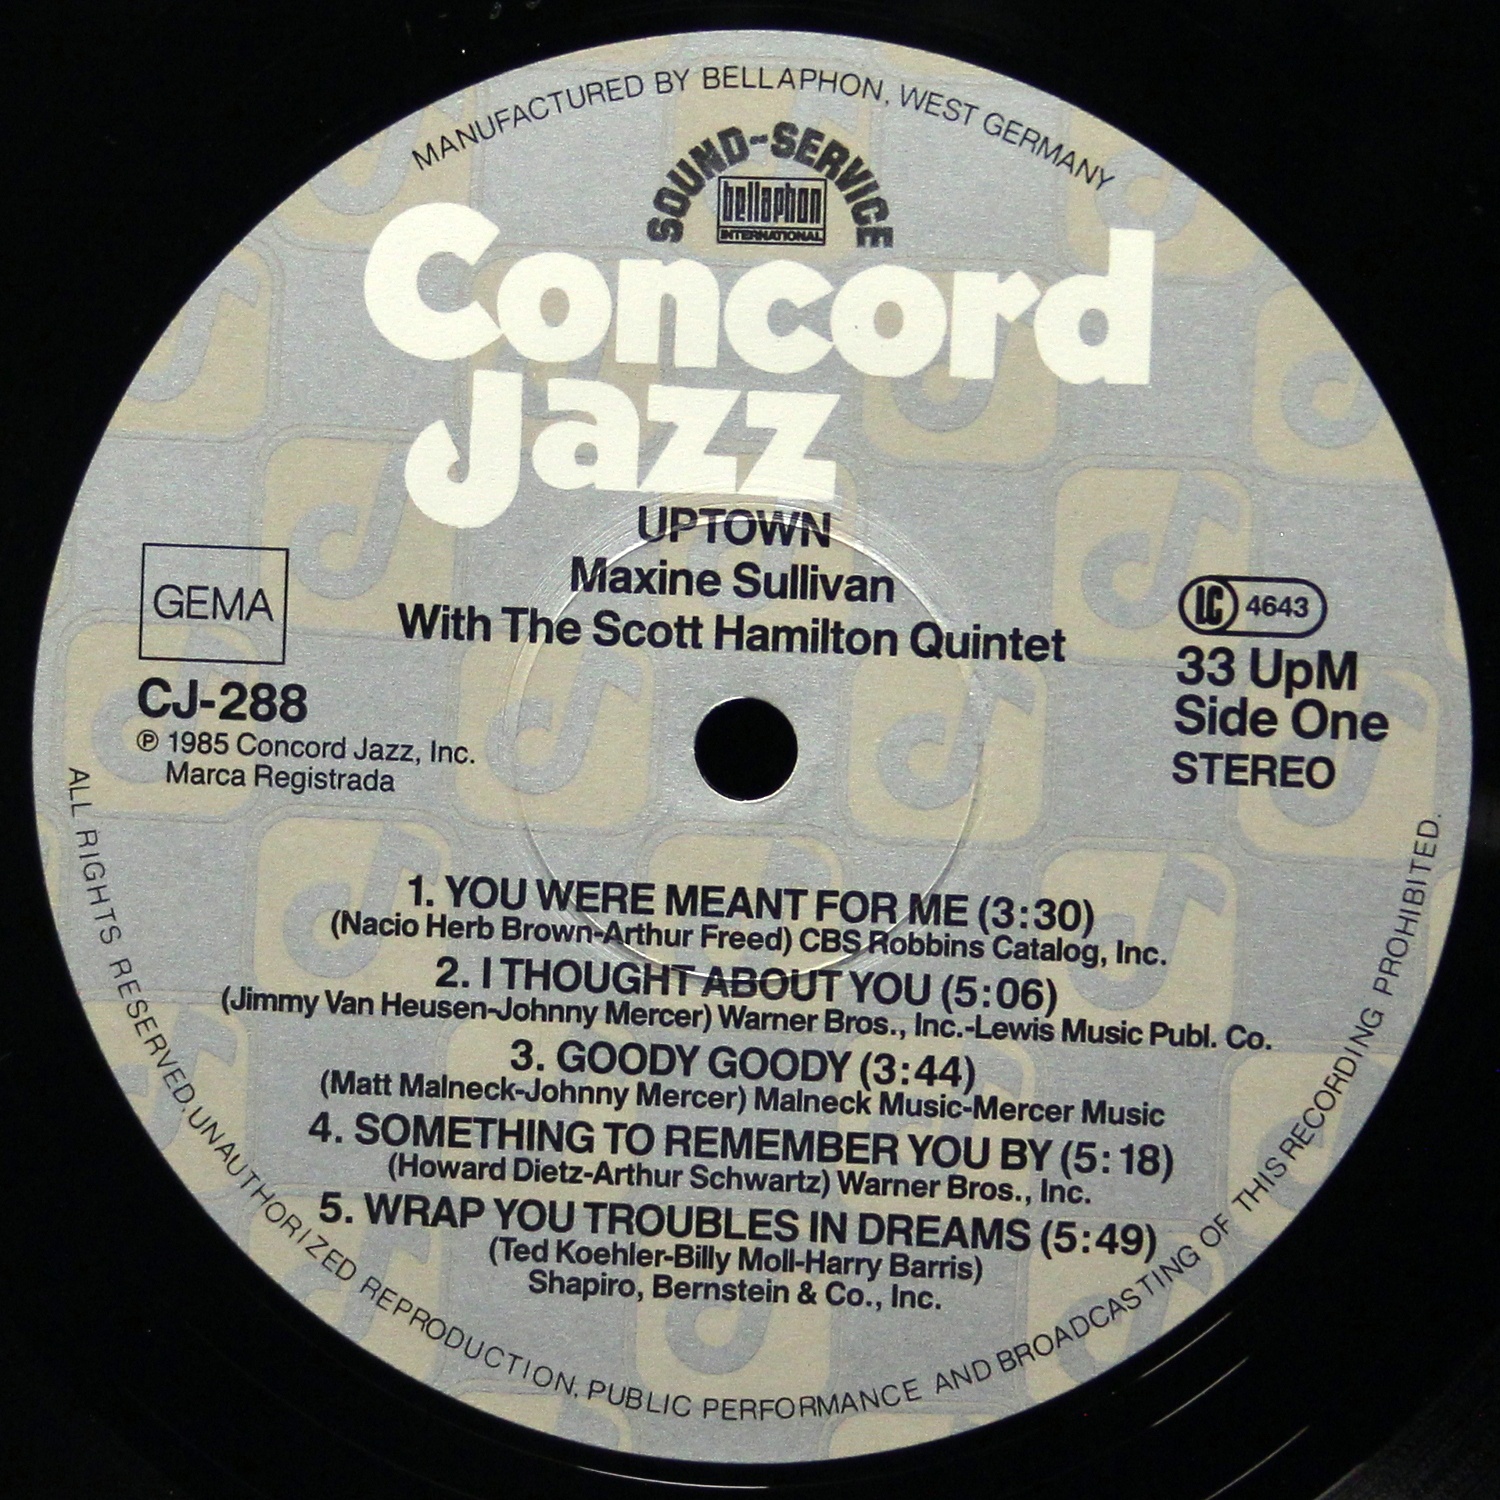 MANUFACTURED BY BELLAPHON, WEST GERMANY
SOUND-SERVICE
bellaphon
INTERNATIONAL
Concord
Jazz
UPTOWN
Maxine Sullivan
With The Scott Hamilton Quintet
GEMA
CJ-288
℗ 1985 Concord Jazz, Inc.
Marca Registrada
LC 4643
33 UpM
Side One
STEREO
1. YOU WERE MEANT FOR ME (3:30)
(Nacio Herb Brown-Arthur Freed) CBS Robbins Catalog, Inc.
2. I THOUGHT ABOUT YOU (5:06)
(Jimmy Van Heusen-Johnny Mercer) Warner Bros., Inc.-Lewis Music Publ. Co.
3. GOODY GOODY (3:44)
(Matt Malneck-Johnny Mercer) Malneck Music-Mercer Music
4. SOMETHING TO REMEMBER YOU BY (5:18)
(Howard Dietz-Arthur Schwartz) Warner Bros., Inc.
5. WRAP YOU TROUBLES IN DREAMS (5:49)
(Ted Koehler-Billy Moll-Harry Barris)
Shapiro, Bernstein & Co., Inc.
ALL RIGHTS RESERVED. UNAUTHORIZED REPRODUCTION, PUBLIC PERFORMANCE AND BROADCASTING OF THIS RECORDING PROHIBITED.